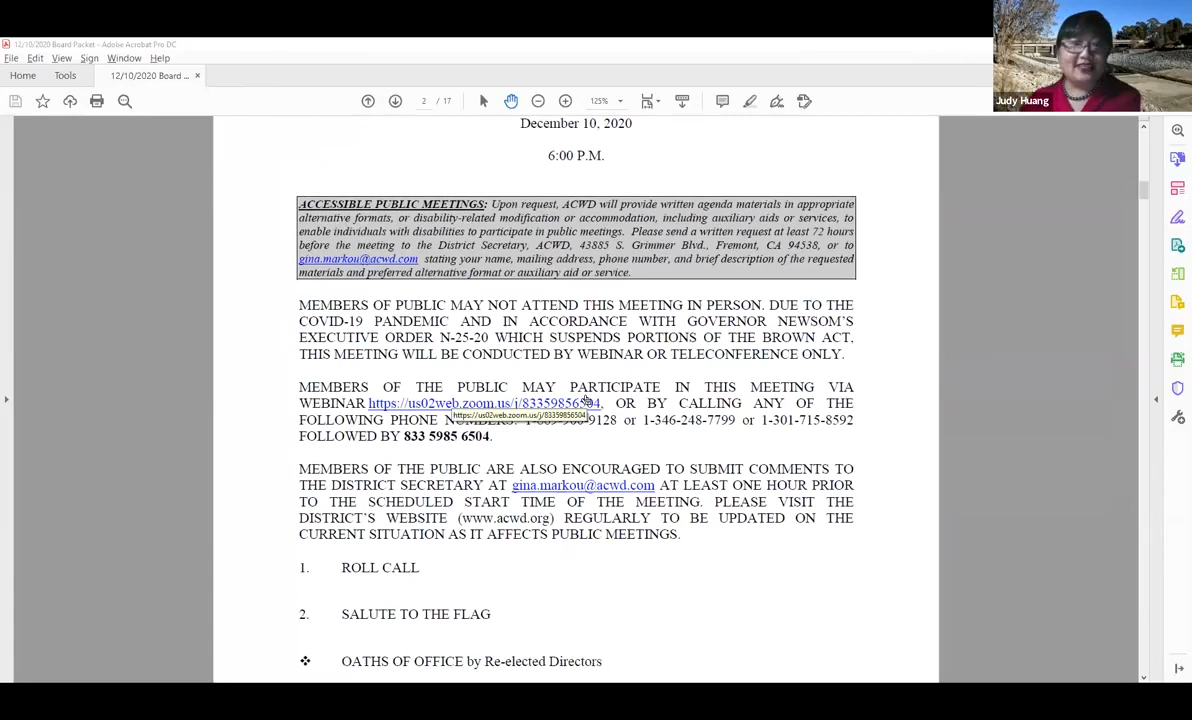 12/10/2020 Board Packet - Adobe Acrobat Pro DC
File Edit View Sign Window Help
Home Tools 12/10/2020 Board ... ×
2 / 17 125%
Judy Huang
December 10, 2020
6:00 P.M.
ACCESSIBLE PUBLIC MEETINGS: Upon request, ACWD will provide written agenda materials in appropriate
alternative formats, or disability-related modification or accommodation, including auxiliary aids or services, to
enable individuals with disabilities to participate in public meetings. Please send a written request at least 72 hours
before the meeting to the District Secretary, ACWD, 43885 S. Grimmer Blvd., Fremont, CA 94538, or to
gina.markou@acwd.com stating your name, mailing address, phone number, and brief description of the requested
materials and preferred alternative format or auxiliary aid or service.
MEMBERS OF PUBLIC MAY NOT ATTEND THIS MEETING IN PERSON. DUE TO THE
COVID-19 PANDEMIC AND IN ACCORDANCE WITH GOVERNOR NEWSOM'S
EXECUTIVE ORDER N-25-20 WHICH SUSPENDS PORTIONS OF THE BROWN ACT,
THIS MEETING WILL BE CONDUCTED BY WEBINAR OR TELECONFERENCE ONLY.
MEMBERS OF THE PUBLIC MAY PARTICIPATE IN THIS MEETING VIA
WEBINAR https://us02web.zoom.us/j/83359856504, OR BY CALLING ANY OF THE
https://us02web.zoom.us/j/83359856504
FOLLOWING PHONE or 1-346-248-7799 or 1-301-715-8592
FOLLOWED BY 833 5985 6504.
MEMBERS OF THE PUBLIC ARE ALSO ENCOURAGED TO SUBMIT COMMENTS TO
THE DISTRICT SECRETARY AT gina.markou@acwd.com AT LEAST ONE HOUR PRIOR
TO THE SCHEDULED START TIME OF THE MEETING. PLEASE VISIT THE
DISTRICT'S WEBSITE (www.acwd.org) REGULARLY TO BE UPDATED ON THE
CURRENT SITUATION AS IT AFFECTS PUBLIC MEETINGS.
1. ROLL CALL
2. SALUTE TO THE FLAG
❖ OATHS OF OFFICE by Re-elected Directors